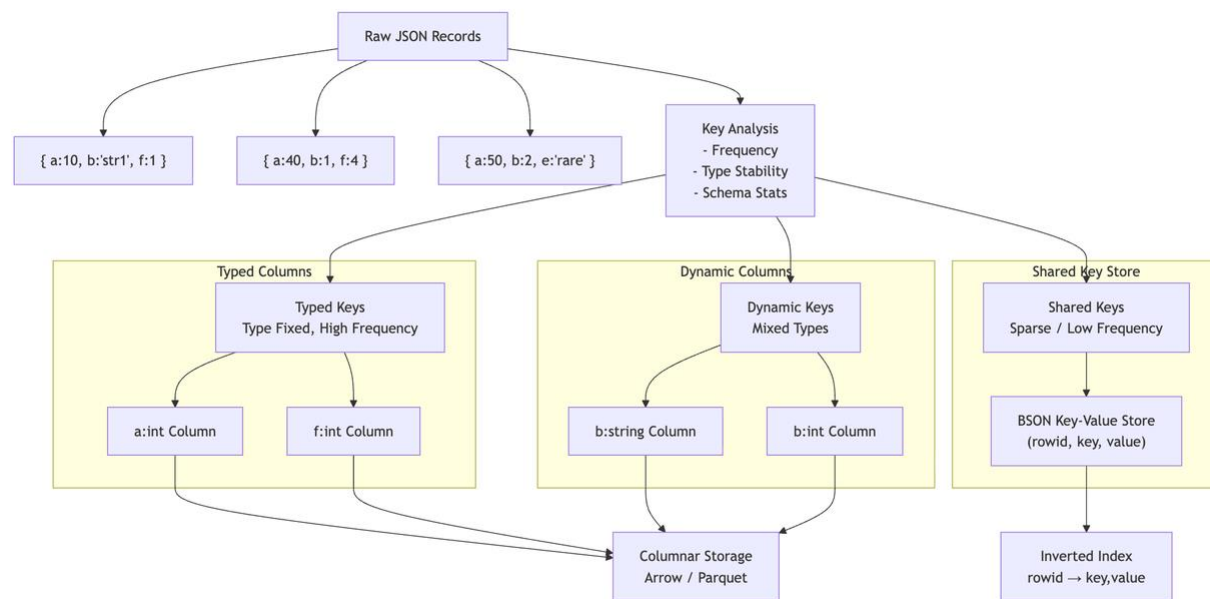 Raw JSON Records
{ a:10, b:'str1', f:1 }
{ a:40, b:1, f:4 }
{ a:50, b:2, e:'rare' }
Key Analysis
- Frequency
- Type Stability
- Schema Stats
Typed Columns
Typed Keys
Type Fixed, High Frequency
a:int Column
f:int Column
Dynamic Columns
Dynamic Keys
Mixed Types
b:string Column
b:int Column
Shared Key Store
Shared Keys
Sparse / Low Frequency
BSON Key-Value Store
(rowid, key, value)
Columnar Storage
Arrow / Parquet
Inverted Index
rowid → key,value